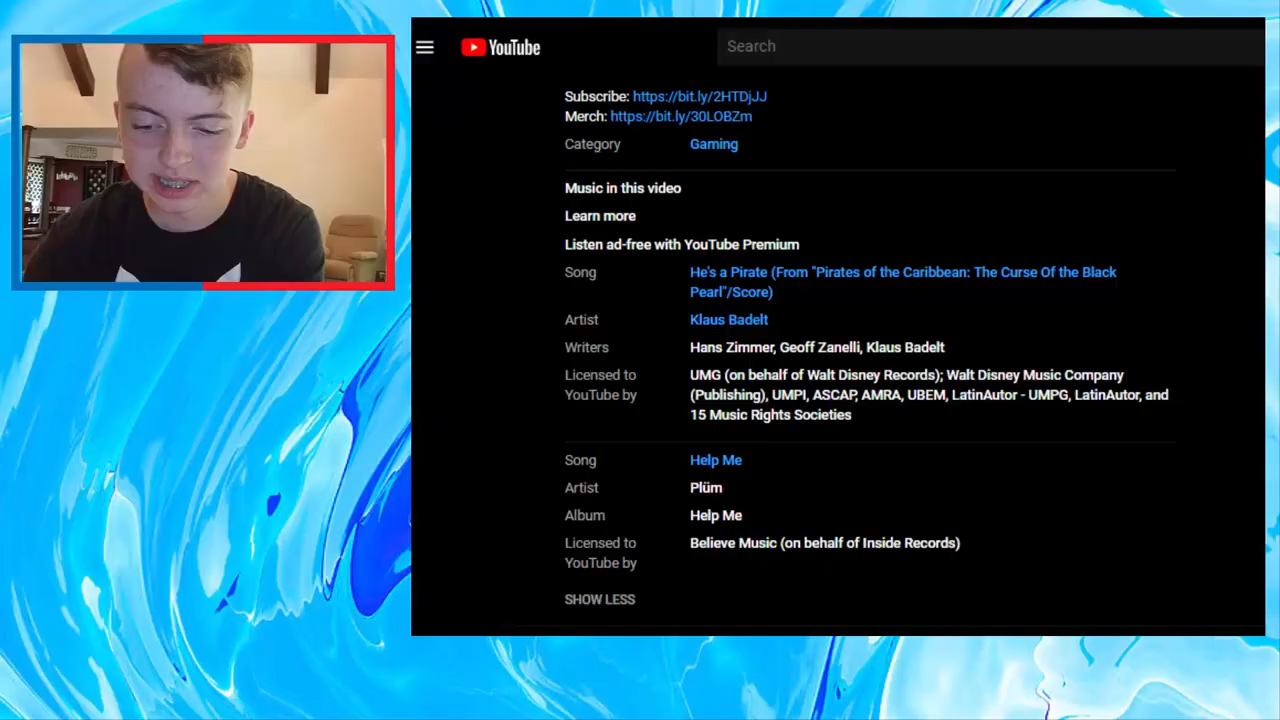 YouTube
Search
Subscribe: https://bit.ly/2HTDjJJ
Merch: https://bit.ly/30LOBZm
Category Gaming
Music in this video
Learn more
Listen ad-free with YouTube Premium
Song He's a Pirate (From "Pirates of the Caribbean: The Curse Of the Black
Pearl"/Score)
Artist Klaus Badelt
Writers Hans Zimmer, Geoff Zanelli, Klaus Badelt
Licensed to UMG (on behalf of Walt Disney Records); Walt Disney Music Company
YouTube by (Publishing), UMPI, ASCAP, AMRA, UBEM, LatinAutor - UMPG, LatinAutor, and
15 Music Rights Societies
Song Help Me
Artist Plüm
Album Help Me
Licensed to Believe Music (on behalf of Inside Records)
YouTube by
SHOW LESS